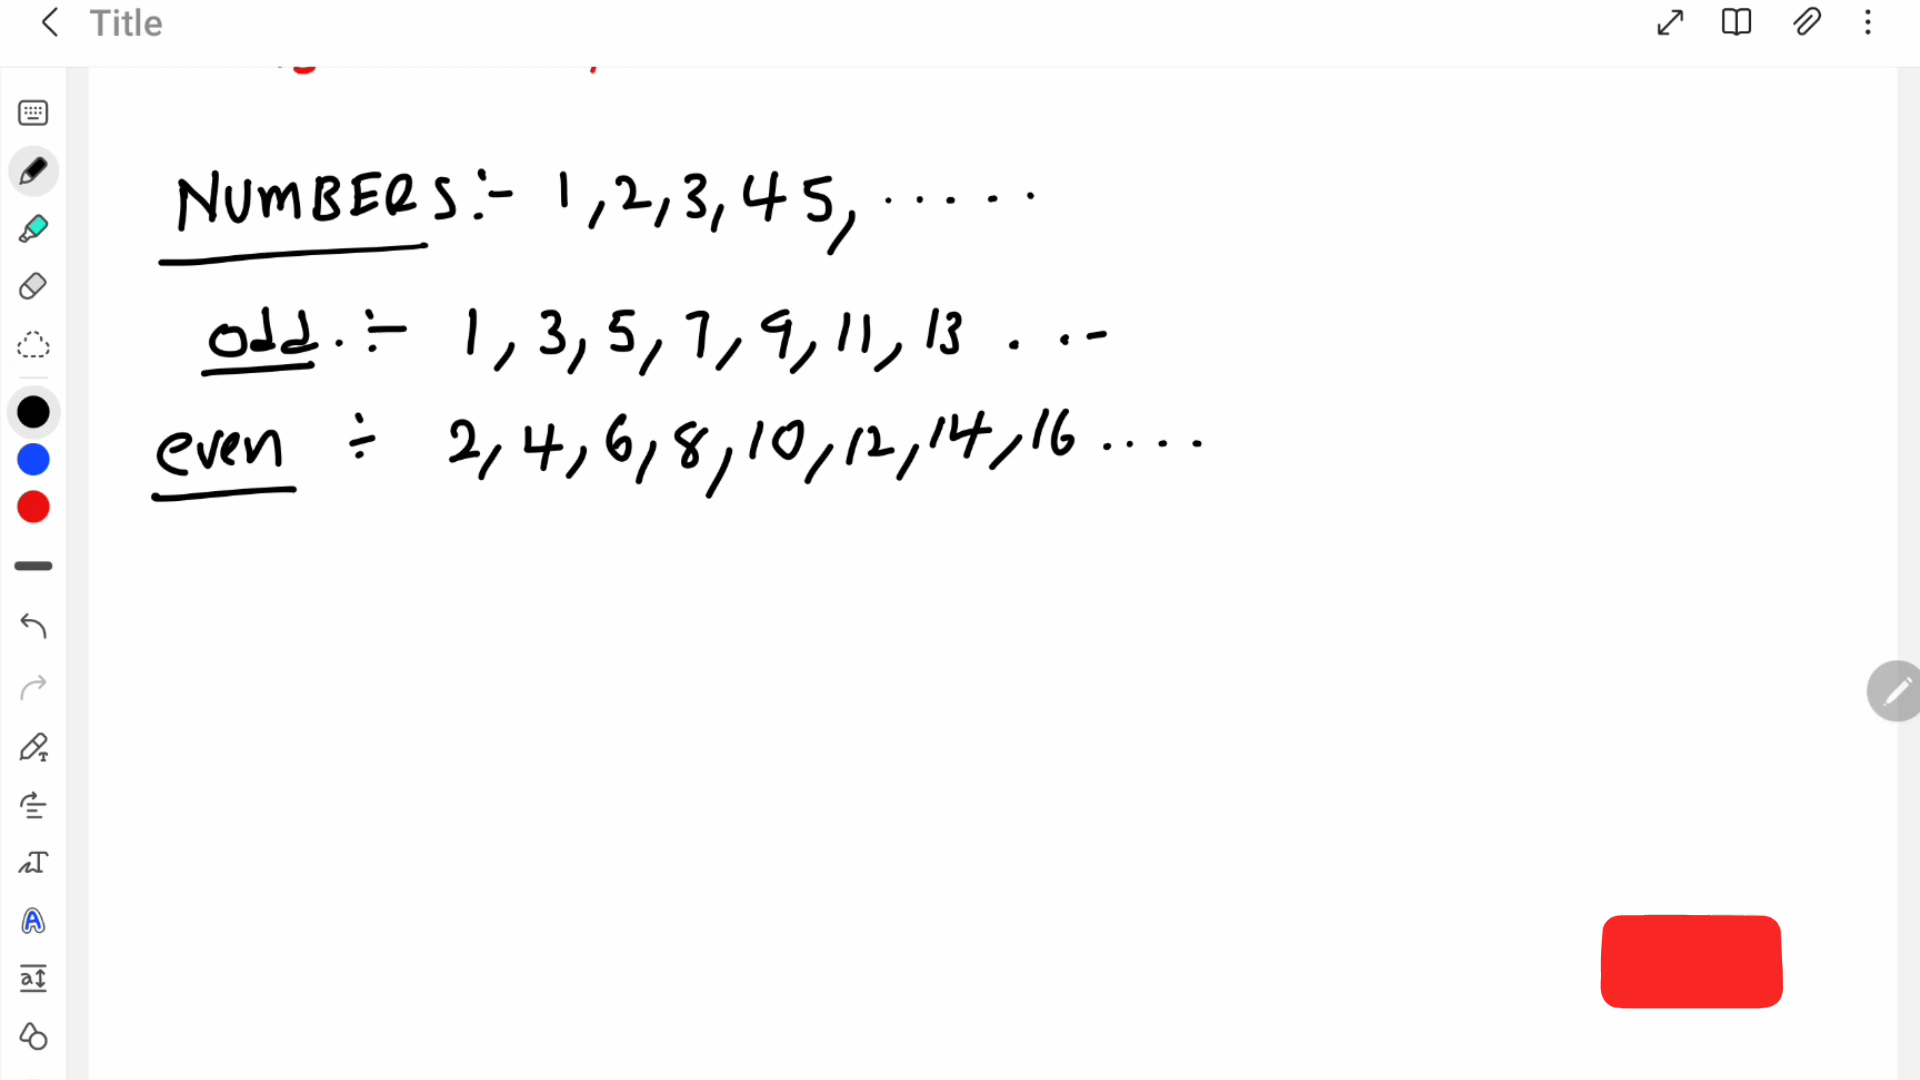 Title
NUMBERS:- 1,2,3,4 5, .....
odd.÷ 1, 3, 5, 7, 9, 11, 13 . .-
even ÷ 2, 4, 6, 8, 10, 12, 14, 16 ....